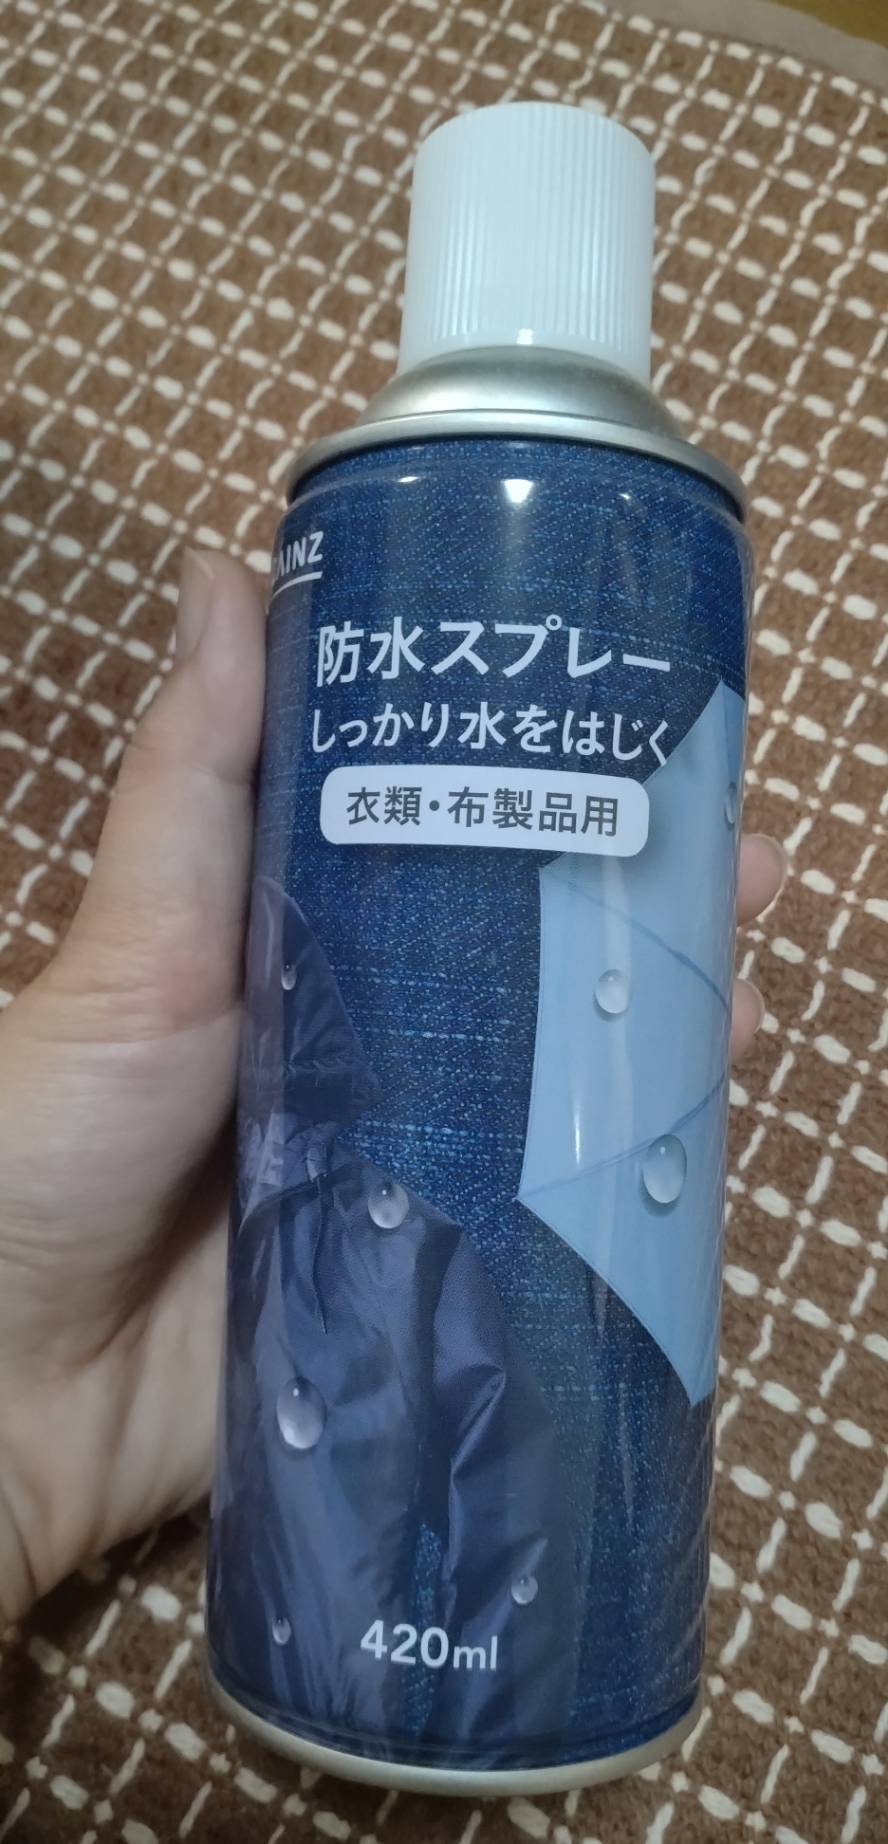 CAINZ
防水スプレー
しっかり水をはじく
衣類・布製品用
420ml